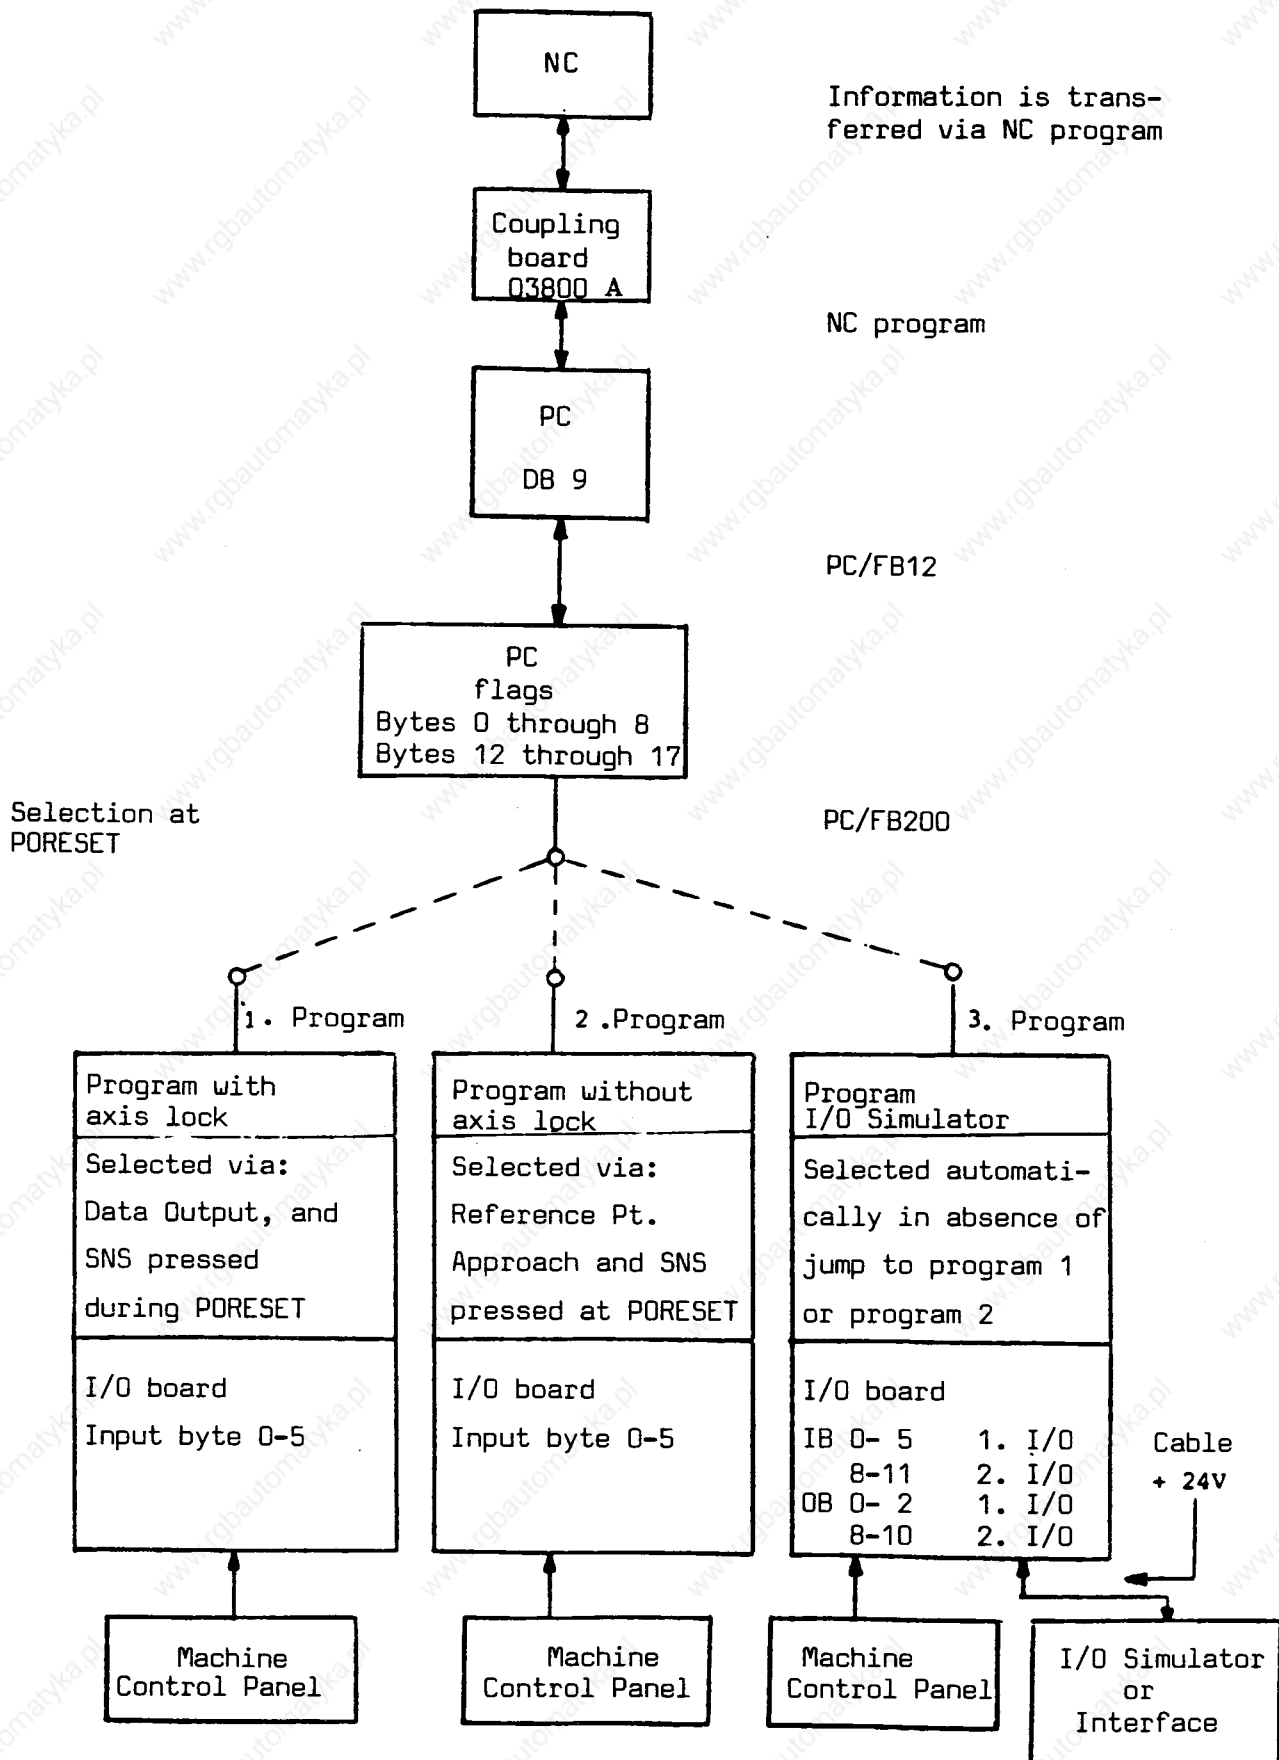 NC
Information is trans-
ferred via NC program
Coupling
board
03800 A
NC program
PC
DB 9
PC/FB12
PC
flags
Bytes 0 through 8
Bytes 12 through 17
Selection at
PORESET
PC/FB200
1. Program
2 .Program
3. Program
Program with
axis lock
Selected via:
Data Output, and
SNS pressed
during PORESET
I/O board
Input byte 0-5
Program without
axis lock
Selected via:
Reference Pt.
Approach and SNS
pressed at PORESET
I/O board
Input byte 0-5
Program
I/O Simulator
Selected automati-
cally in absence of
jump to program 1
or program 2
I/O board
IB 0- 5 1. I/O
8-11 2. I/O
OB 0- 2 1. I/O
8-10 2. I/O
Cable
+ 24V
Machine
Control Panel
Machine
Control Panel
Machine
Control Panel
I/O Simulator
or
Interface
www.rgbautomatyka.pl